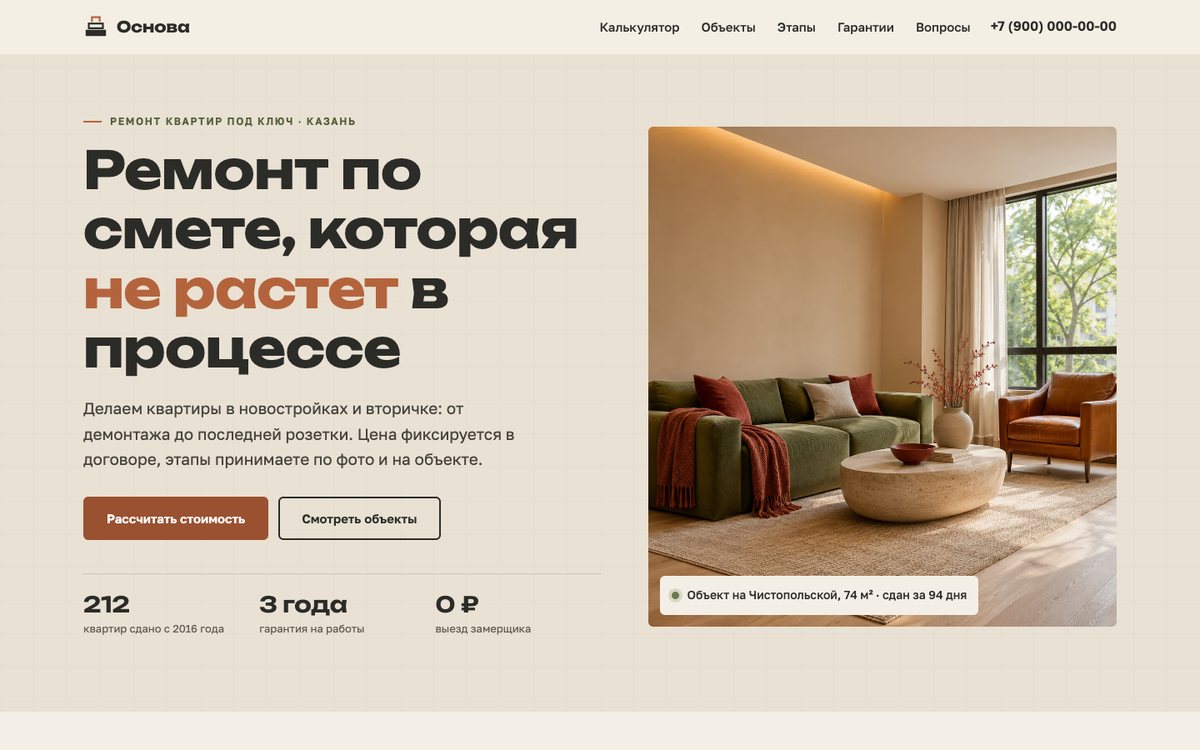 Основа
Калькулятор Объекты Этапы Гарантии Вопросы +7 (900) 000-00-00
РЕМОНТ КВАРТИР ПОД КЛЮЧ · КАЗАНЬ
Ремонт по
смете, которая
не растет в
процессе
Делаем квартиры в новостройках и вторичке: от
демонтажа до последней розетки. Цена фиксируется в
договоре, этапы принимаете по фото и на объекте.
Рассчитать стоимость
Смотреть объекты
212
квартир сдано с 2016 года
3 года
гарантия на работы
0 ₽
выезд замерщика
Объект на Чистопольской, 74 м² · сдан за 94 дня